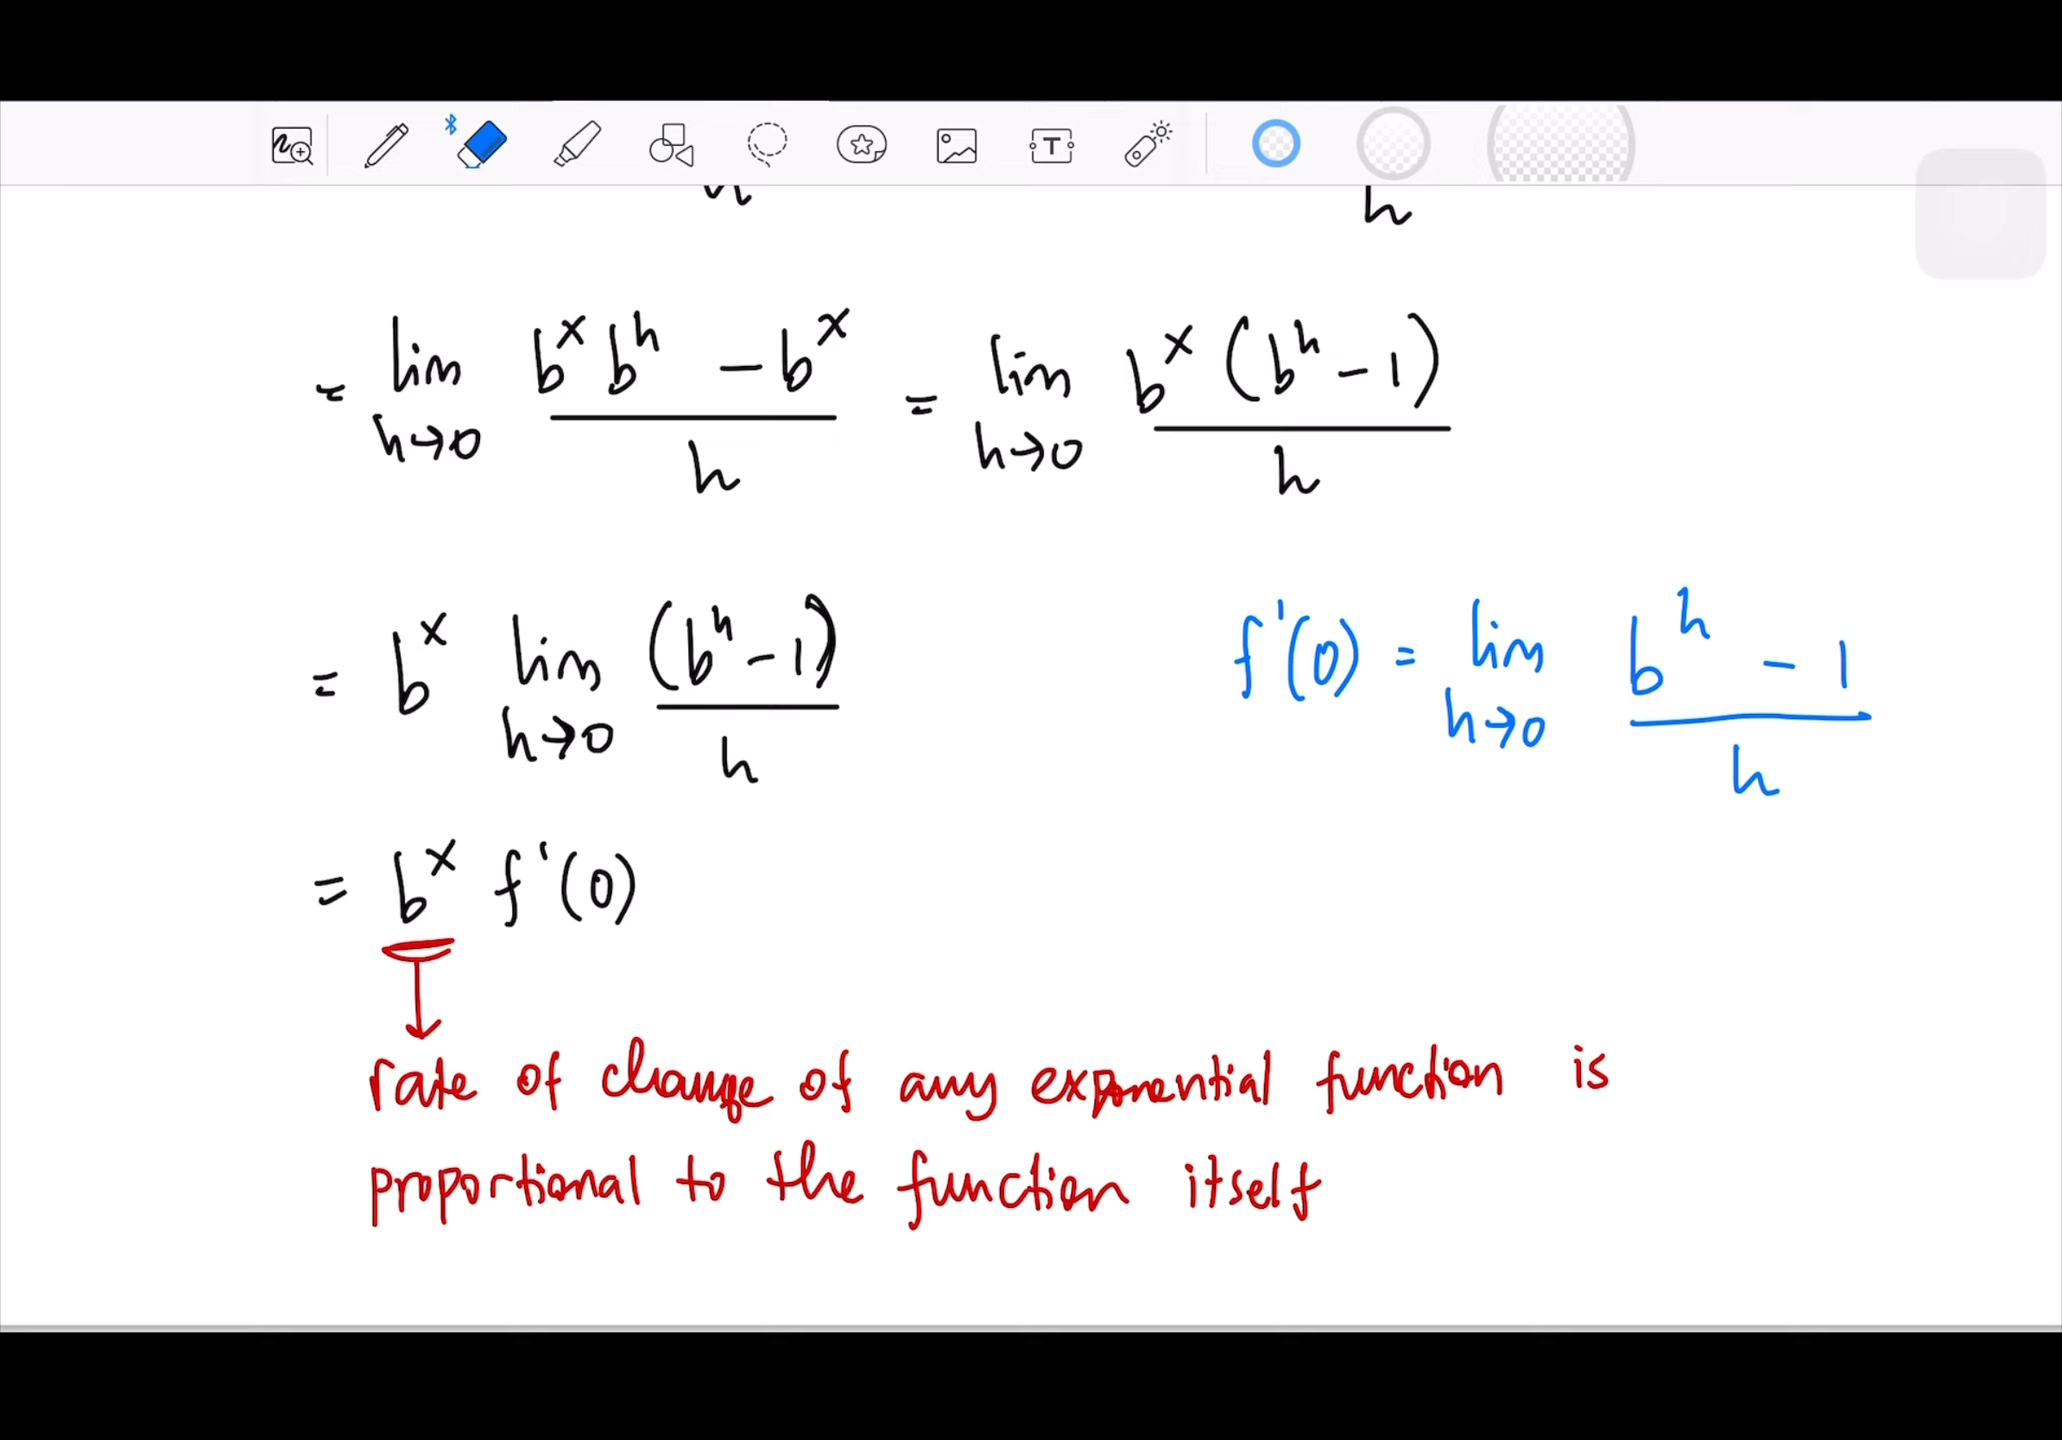 h h
= lim h→0 b^x b^h − b^x / h = lim h→0 b^x (b^h − 1) / h
= b^x lim h→0 (b^h − 1) / h f'(0) = lim h→0 b^h − 1 / h
= b^x f'(0)
rate of change of any exponential function is
proportional to the function itself